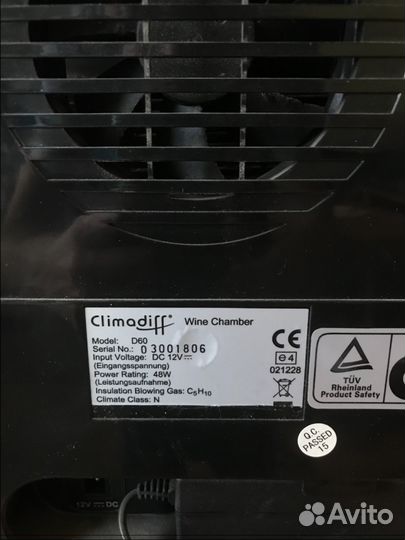 Climadiff® Wine Chamber
Model: D60
Serial No.: 03001806
Input Voltage: DC 12V⎓
(Eingangsspannung)
Power Rating: 48W
(Leistungsaufnahme)
Insulation Blowing Gas: C₅H₁₀
Climate Class: N
CE
e4
021228
TÜV
Rheinland
Product Safety
Q.C.
PASSED
15
12V ⎓ DC
Avito